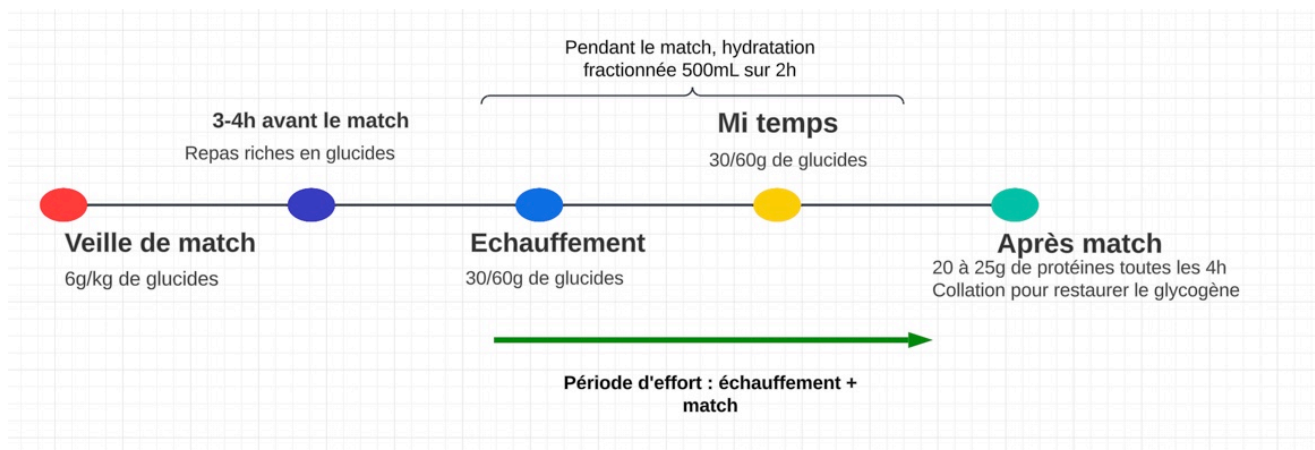 Pendant le match, hydratation
fractionnée 500mL sur 2h
3-4h avant le match
Repas riches en glucides
Mi temps
30/60g de glucides
Veille de match
6g/kg de glucides
Echauffement
30/60g de glucides
Après match
20 à 25g de protéines toutes les 4h
Collation pour restaurer le glycogène
Période d'effort : échauffement +
match